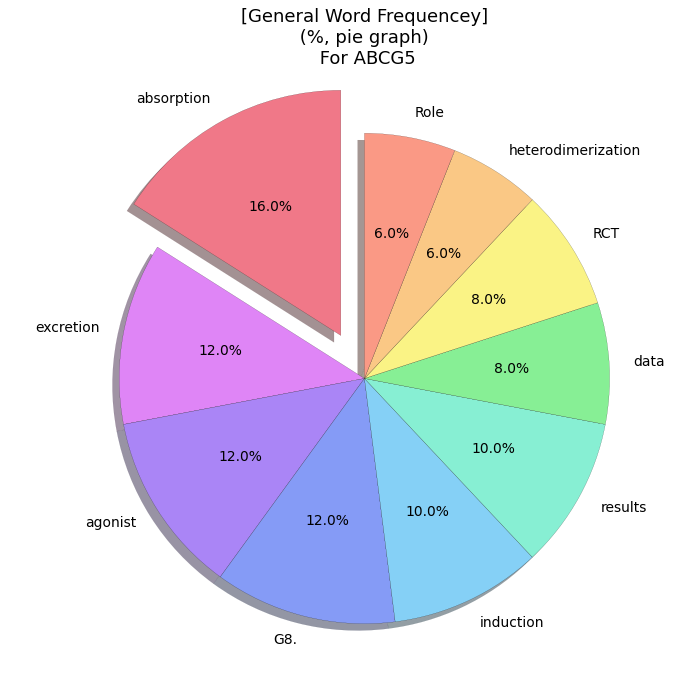 [General Word Frequencey]
(%, pie graph)
For ABCG5
absorption
Role
heterodimerization
RCT
data
results
induction
G8.
agonist
excretion
16.0%
6.0%
6.0%
8.0%
8.0%
10.0%
10.0%
12.0%
12.0%
12.0%